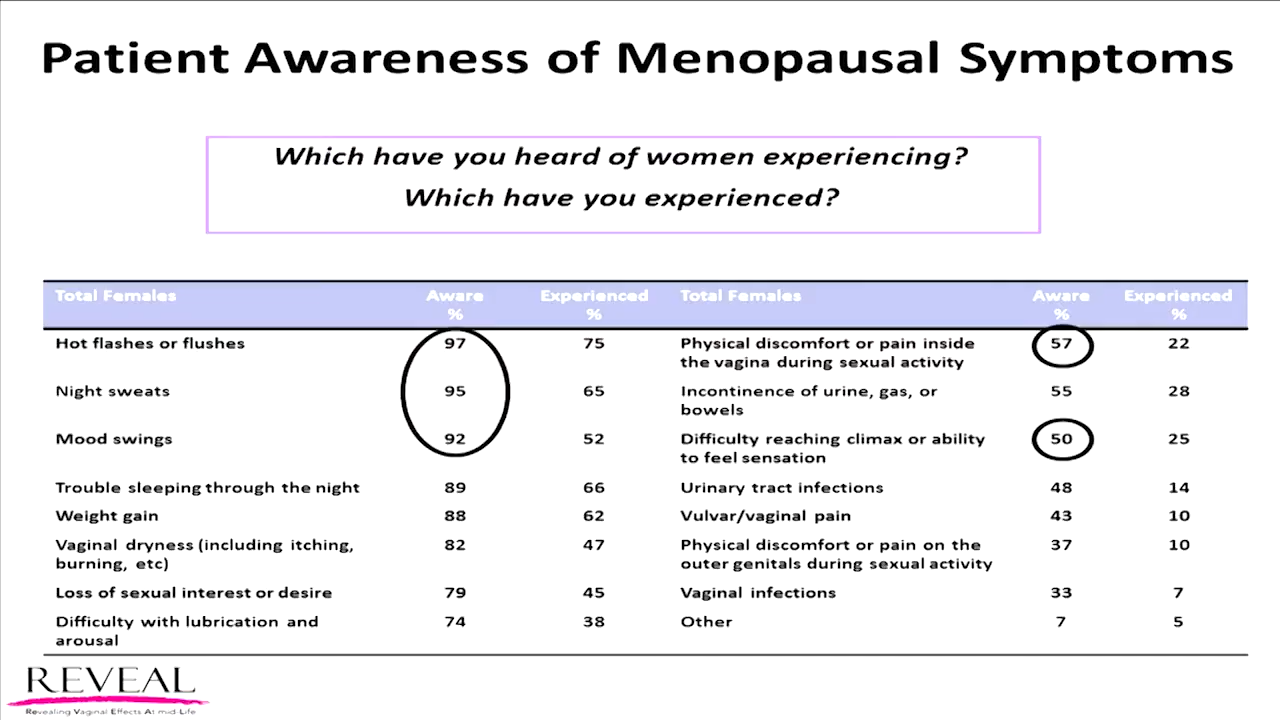 Patient Awareness of Menopausal Symptoms
Which have you heard of women experiencing?
Which have you experienced?
Total Females Aware % Experienced % Total Females Aware % Experienced %
Hot flashes or flushes 97 75 Physical discomfort or pain inside the vagina during sexual activity 57 22
Night sweats 95 65 Incontinence of urine, gas, or bowels 55 28
Mood swings 92 52 Difficulty reaching climax or ability to feel sensation 50 25
Trouble sleeping through the night 89 66 Urinary tract infections 48 14
Weight gain 88 62 Vulvar/vaginal pain 43 10
Vaginal dryness (including itching, burning, etc) 82 47 Physical discomfort or pain on the outer genitals during sexual activity 37 10
Loss of sexual interest or desire 79 45 Vaginal infections 33 7
Difficulty with lubrication and arousal 74 38 Other 7 5
REVEAL
Revealing Vaginal Effects At mid-Life